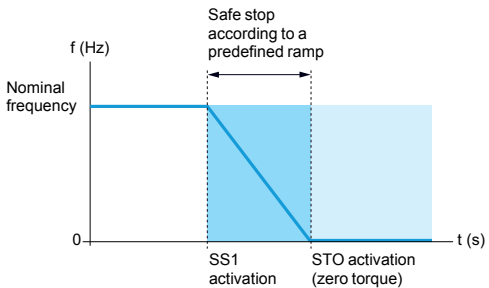 Safe stop
according to a
predefined ramp
f (Hz)
Nominal
frequency
0
t (s)
SS1
activation
STO activation
(zero torque)